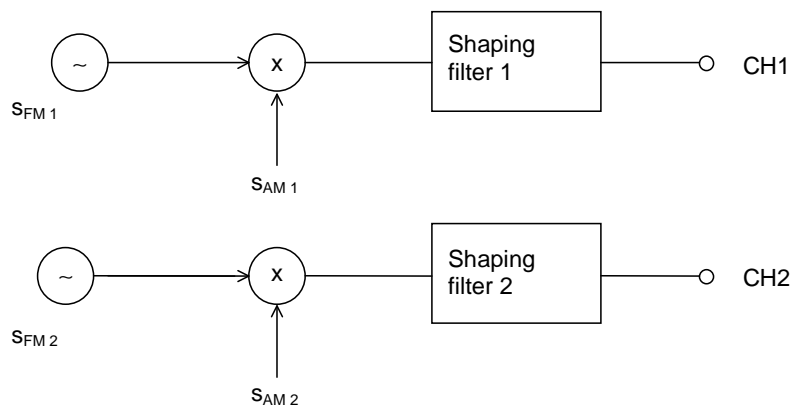 ~
x
Shaping
filter 1
CH1
sFM 1
sAM 1
~
x
Shaping
filter 2
CH2
sFM 2
sAM 2